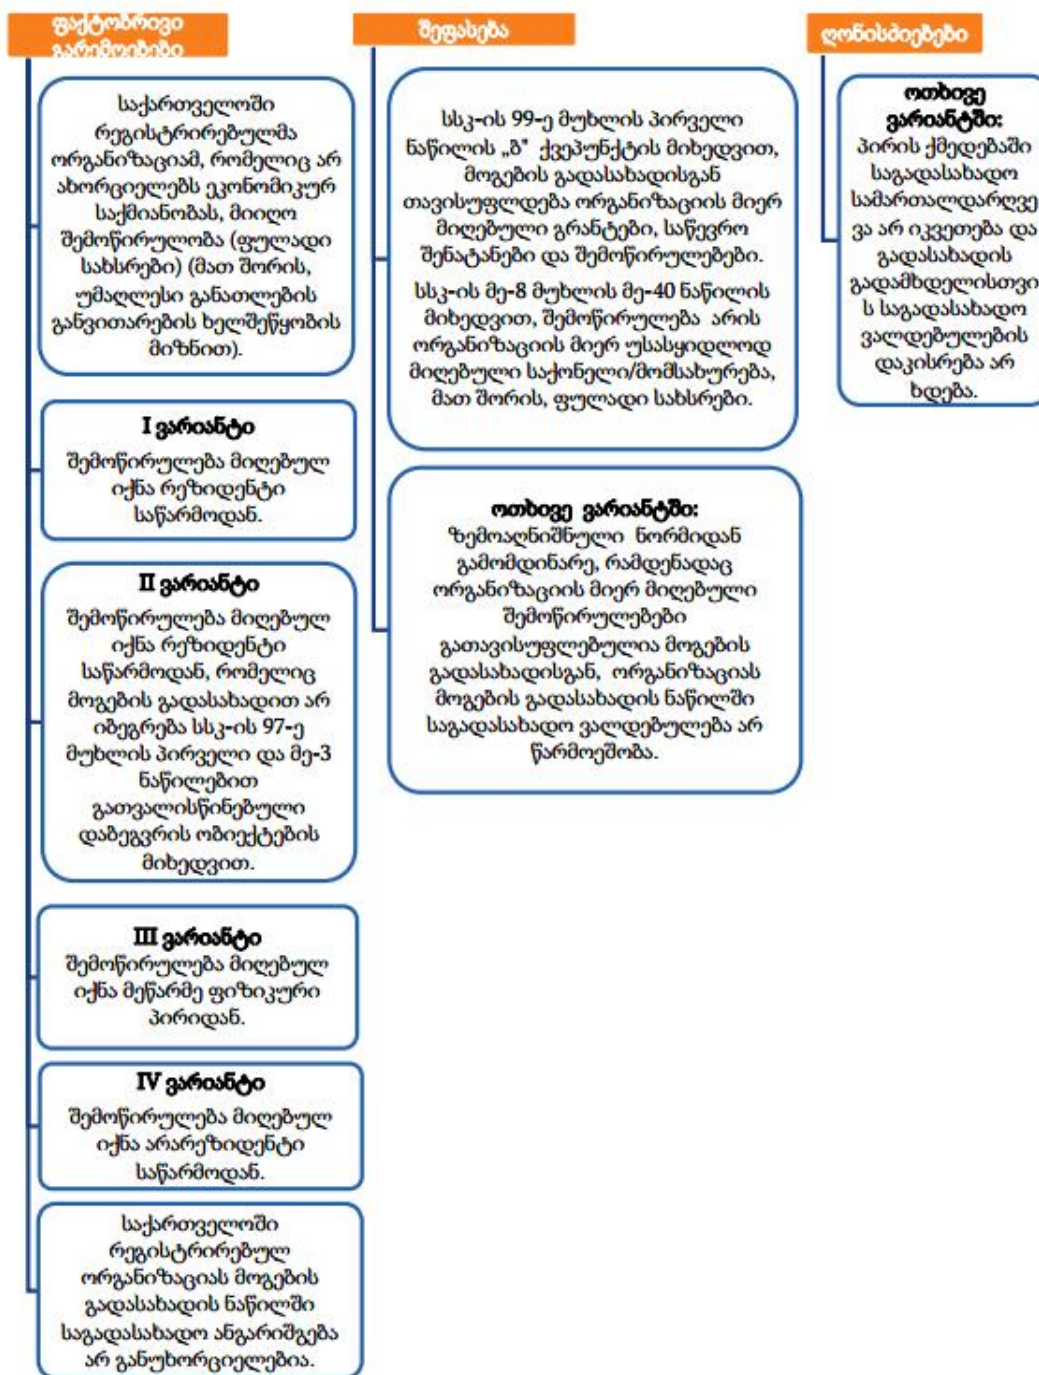 ფაქტობრივი
გარემოებები
საქართველოში
რეგისტრირებულმა
ორგანიზაციამ, რომელიც არ
ახორციელებს ეკონომიკურ
საქმიანობას, მიიღო
შემოწირულობა (ფულადი
სახსრები) (მათ შორის,
უმაღლესი განათლების
განვითარების ხელშეწყობის
მიზნით).
I ვარიანტი
შემოწირულება მიღებულ
იქნა რეზიდენტი
საწარმოდან.
II ვარიანტი
შემოწირულება მიღებულ
იქნა რეზიდენტი
საწარმოდან, რომელიც
მოგების გადასახადით არ
იბეგრება სსკ-ის 97-ე
მუხლის პირველი და მე-3
ნაწილებით
გათვალისწინებული
დაბეგვრის ობიექტების
მიხედვით.
III ვარიანტი
შემოწირულება მიღებულ
იქნა მეწარმე ფიზიკური
პირიდან.
IV ვარიანტი
შემოწირულება მიღებულ
იქნა არარეზიდენტი
საწარმოდან.
საქართველოში
რეგისტრირებულ
ორგანიზაციას მოგების
გადასახადის ნაწილში
საგადასახადო ანგარიშგება
არ განუხორციელებია.
შეფასება
სსკ-ის 99-ე მუხლის პირველი
ნაწილის „ბ" ქვეპუნქტის მიხედვით,
მოგების გადასახადისგან
თავისუფლდება ორგანიზაციის მიერ
მიღებული გრანტები, საწევრო
შენატანები და შემოწირულებები.
სსკ-ის მე-8 მუხლის მე-40 ნაწილის
მიხედვით, შემოწირულება არის
ორგანიზაციის მიერ უსასყიდლოდ
მიღებული საქონელი/მომსახურება,
მათ შორის, ფულადი სახსრები.
ოთხივე ვარიანტში:
ზემოაღნიშნული ნორმიდან
გამომდინარე, რამდენადაც
ორგანიზაციის მიერ მიღებული
შემოწირულებები
გათავისუფლებულია მოგების
გადასახადისგან, ორგანიზაციას
მოგების გადასახადის ნაწილში
საგადასახადო ვალდებულება არ
წარმოეშობა.
ღონისძიებები
ოთხივე
ვარიანტში:
პირის ქმედებაში
საგადასახადო
სამართალდარღვე
ვა არ იკვეთება და
გადასახადის
გადამხდელისთვი
ს საგადასახადო
ვალდებულების
დაკისრება არ
ხდება.